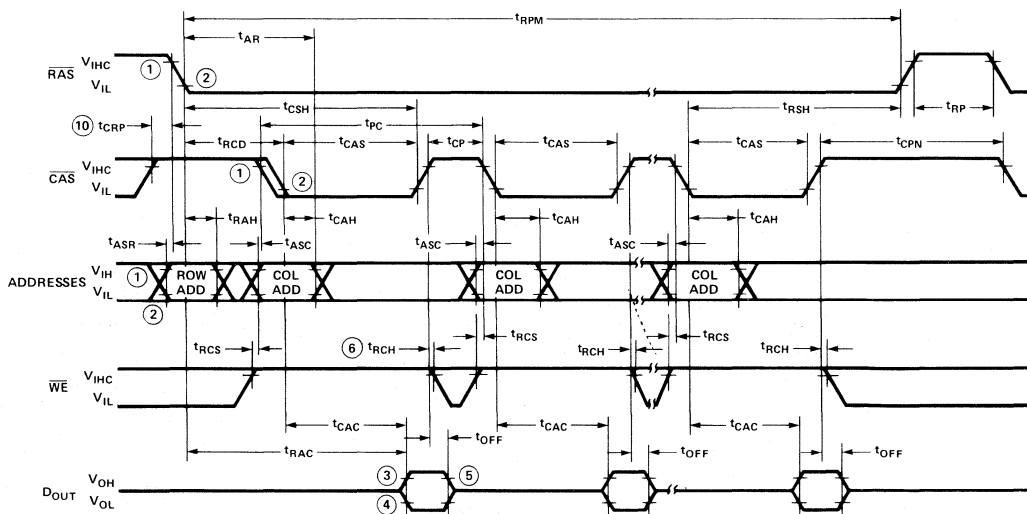 tRPM
tAR
RAS VIHC ① ②
VIL
tCSH tRSH tRP
⑩ tCRP tPC
tRCD tCAS tCP tCAS tCAS tCPN
CAS VIHC ① ②
VIL
tRAH tCAH tCAH tCAH
tASR tASC tASC tASC
ADDRESSES ① VIH ROW ADD COL ADD COL ADD COL ADD
② VIL
tRCS ⑥ tRCH tRCS tRCH tRCS tRCH
WE VIHC
VIL
tCAC tOFF tCAC tOFF tCAC tOFF
tRAC
DOUT VOH ③ ⑤
VOL ④